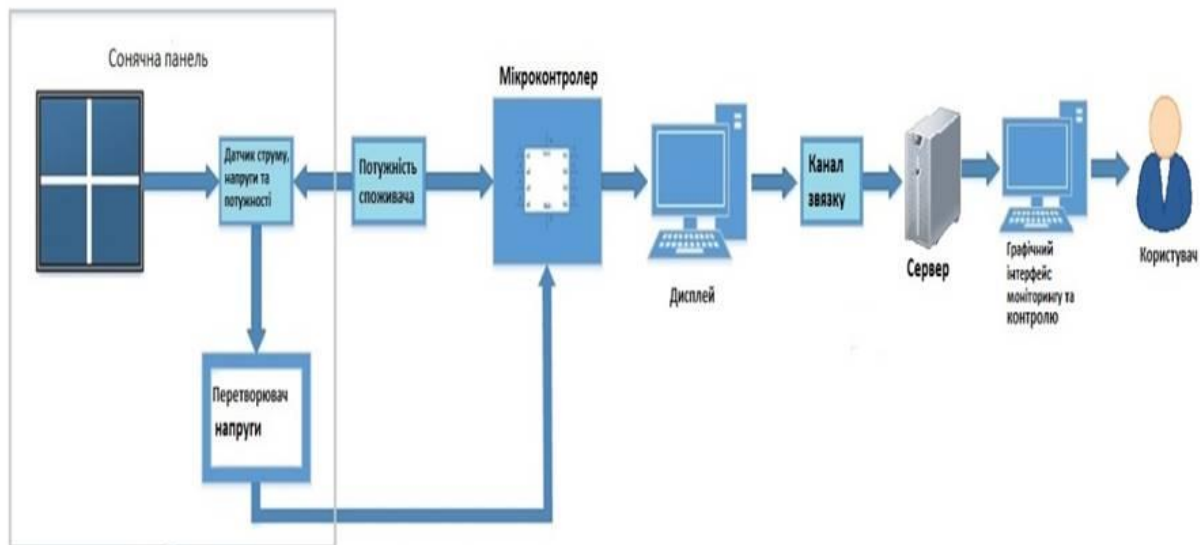 Сонячна панель
Датчик струму,
напруги та
потужності
Потужність
споживача
Мікроконтролер
Дисплей
Канал
звязку
Сервер
Графічний
інтерфейс
моніторингу та
контролю
Користувач
Перетворювач
напруги